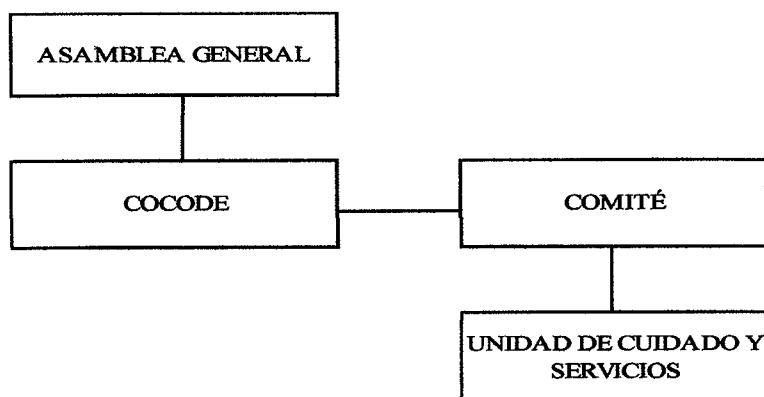 ASAMBLEA GENERAL
COCODE
COMITÉ
UNIDAD DE CUIDADO Y
SERVICIOS